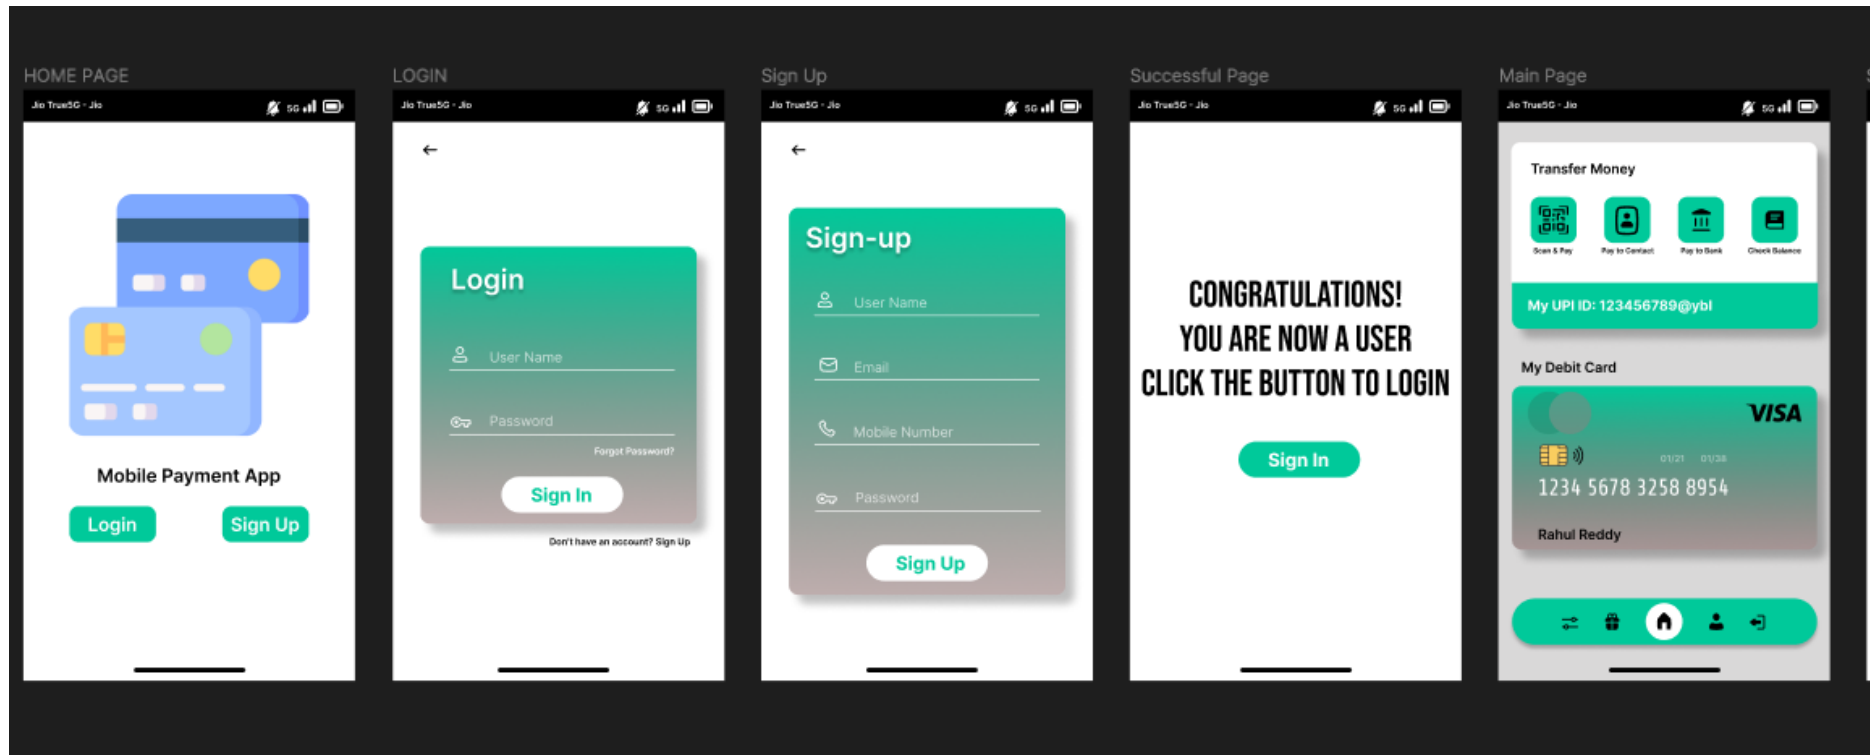 HOME PAGE
Jio True5G - Jio
5G
Mobile Payment App
Login
Sign Up
LOGIN
Jio True5G - Jio
5G
Login
User Name
Password
Forgot Password?
Sign In
Don't have an account? Sign Up
Sign Up
Jio True5G - Jio
5G
Sign-up
User Name
Email
Mobile Number
Password
Sign Up
Successful Page
Jio True5G - Jio
5G
CONGRATULATIONS!
YOU ARE NOW A USER
CLICK THE BUTTON TO LOGIN
Sign In
Main Page
Jio True5G - Jio
5G
Transfer Money
Scan & Pay
Pay to Contact
Pay to Bank
Check Balance
My UPI ID: 123456789@ybl
My Debit Card
VISA
01/21 01/38
1234 5678 3258 8954
Rahul Reddy